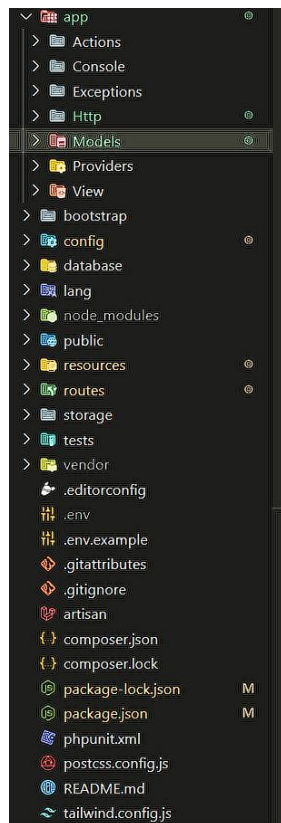 app
Actions
Console
Exceptions
Http
Models
Providers
View
bootstrap
config
database
lang
node_modules
public
resources
routes
storage
tests
vendor
.editorconfig
.env
.env.example
.gitattributes
.gitignore
artisan
composer.json
composer.lock
package-lock.json M
package.json M
phpunit.xml
postcss.config.js
README.md
tailwind.config.js